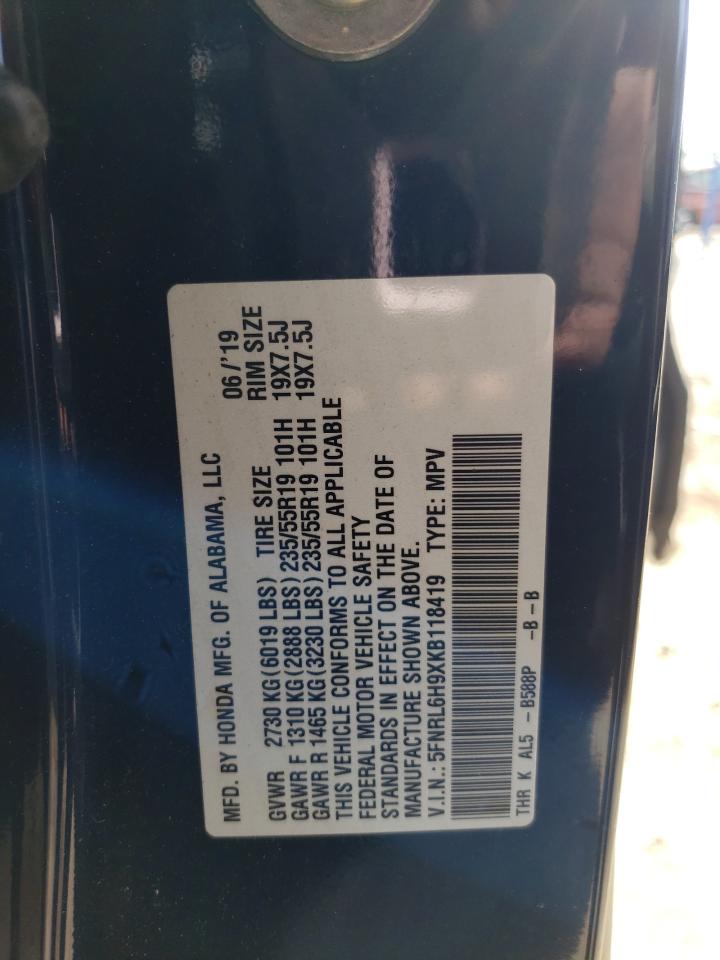 MFD. BY HONDA MFG. OF ALABAMA, LLC 06/'19
GVWR 2730 KG(6019 LBS) TIRE SIZE RIM SIZE
GAWR F 1310 KG(2888 LBS)235/55R19 101H 19X7.5J
GAWR R 1465 KG(3230 LBS)235/55R19 101H 19X7.5J
THIS VEHICLE CONFORMS TO ALL APPLICABLE
FEDERAL MOTOR VEHICLE SAFETY
STANDARDS IN EFFECT ON THE DATE OF
MANUFACTURE SHOWN ABOVE.
V.I.N.:5FNRL6H9XKB118419 TYPE: MPV
THR K AL5 - B588P -B-B